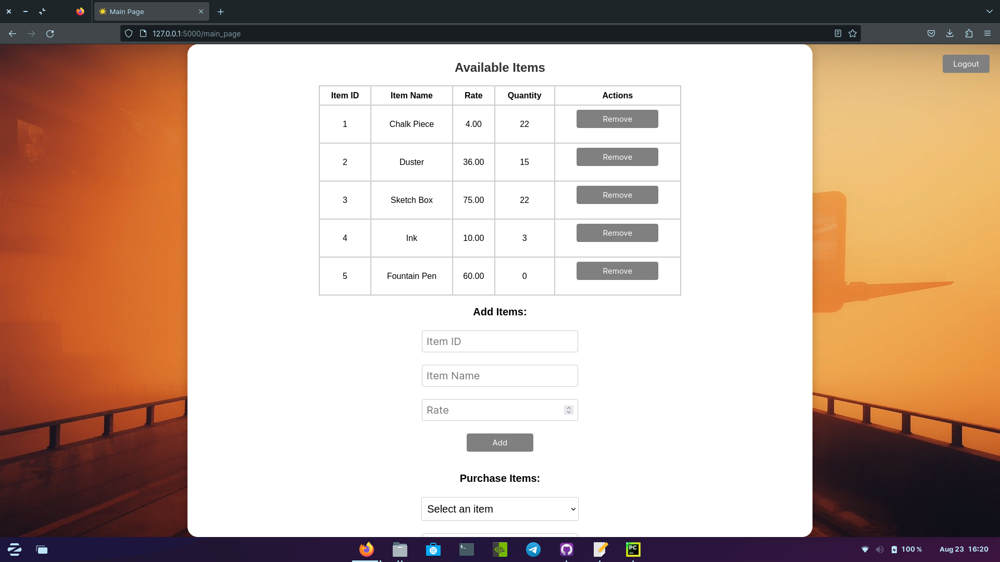 Main Page
127.0.0.1:5000/main_page
Logout
Available Items
Item ID Item Name Rate Quantity Actions
1 Chalk Piece 4.00 22 Remove
2 Duster 36.00 15 Remove
3 Sketch Box 75.00 22 Remove
4 Ink 10.00 3 Remove
5 Fountain Pen 60.00 0 Remove
Add Items:
Item ID
Item Name
Rate
Add
Purchase Items:
Select an item
$_ PC 100 % Aug 23 16:20